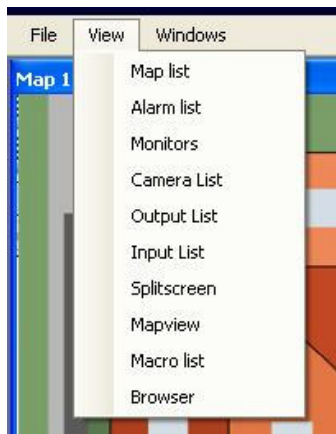 File View Windows
Map 1
Map list
Alarm list
Monitors
Camera List
Output List
Input List
Splitscreen
Mapview
Macro list
Browser